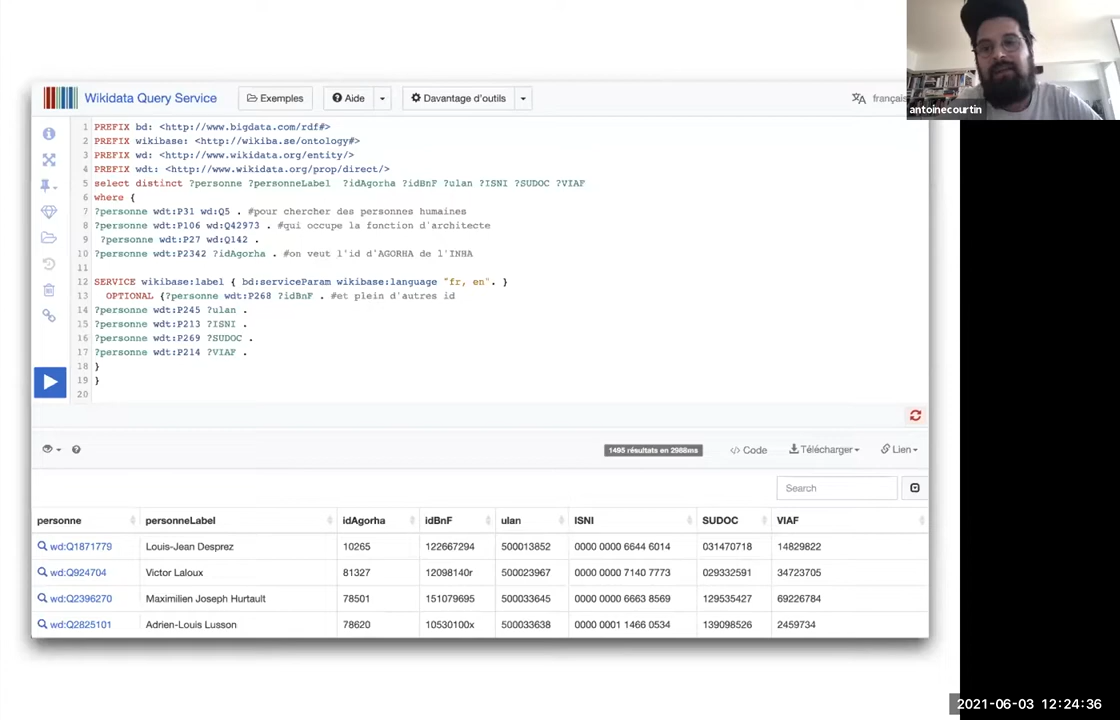 antoinecourtin
Wikidata Query Service
Exemples
Aide
Davantage d'outils
français
1 PREFIX bd: <http://www.bigdata.com/rdf#>
2 PREFIX wikibase: <http://wikiba.se/ontology#>
3 PREFIX wd: <http://www.wikidata.org/entity/>
4 PREFIX wdt: <http://www.wikidata.org/prop/direct/>
5 select distinct ?personne ?personneLabel ?idAgorha ?idBnF ?ulan ?ISNI ?SUDOC ?VIAF
6 where {
7 ?personne wdt:P31 wd:Q5 . #pour chercher des personnes humaines
8 ?personne wdt:P106 wd:Q42973 . #qui occupe la fonction d'architecte
9 ?personne wdt:P27 wd:Q142 .
10 ?personne wdt:P2342 ?idAgorha . #on veut l'id d'AGORHA de l'INHA
11
12 SERVICE wikibase:label { bd:serviceParam wikibase:language "fr, en". }
13 OPTIONAL {?personne wdt:P268 ?idBnF . #et plein d'autres id
14 ?personne wdt:P245 ?ulan .
15 ?personne wdt:P213 ?ISNI .
16 ?personne wdt:P269 ?SUDOC .
17 ?personne wdt:P214 ?VIAF .
18 }
19 }
20
1495 résultats en 2988ms
</> Code
Télécharger
Lien
Search
personne personneLabel idAgorha idBnF ulan ISNI SUDOC VIAF
wd:Q1871779 Louis-Jean Desprez 10265 122667294 500013852 0000 0000 6644 6014 031470718 14829822
wd:Q924704 Victor Laloux 81327 12098140r 500023967 0000 0000 7140 7773 029332591 34723705
wd:Q2396270 Maximilien Joseph Hurtault 78501 151079695 500033645 0000 0000 6663 8569 129535427 69226784
wd:Q2825101 Adrien-Louis Lusson 78620 10530100x 500033638 0000 0001 1466 0534 139098526 2459734
2021-06-03 12:24:36